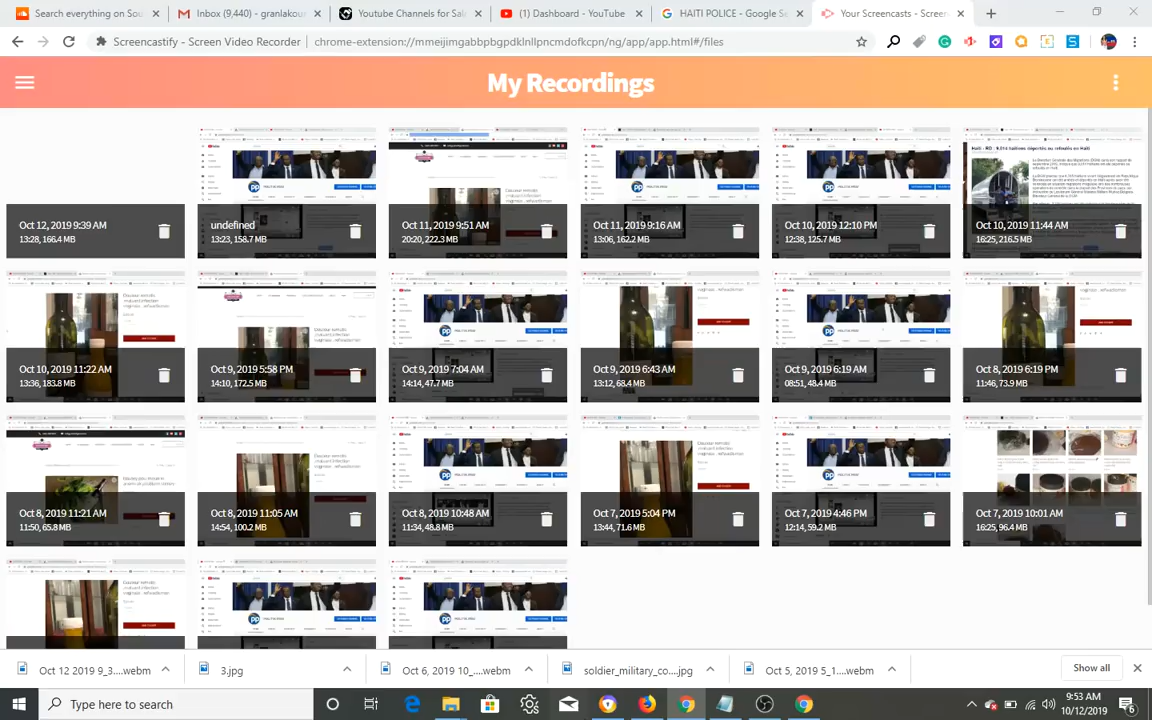 Search everything on Sou
Inbox (9,440) - granlakou
Youtube Channels for Sal
(1) Dashboard - YouTube
HAITI POLICE - Google Se
Your Screencasts - Screen
Screencastify - Screen Video Recorder
chrome-extension://mmeijimgabbpbgpdklnllpncmdofkcpn/ng/app/app.html#/files
My Recordings
Oct 12, 2019 9:39 AM
13:28, 166.4 MB
undefined
13:23, 158.7 MB
Oct 11, 2019 9:51 AM
20:20, 222.3 MB
Oct 11, 2019 9:16 AM
13:06, 162.2 MB
Oct 10, 2019 12:10 PM
12:38, 125.7 MB
Oct 10, 2019 11:44 AM
16:25, 216.5 MB
Oct 10, 2019 11:22 AM
13:36, 183.8 MB
Oct 9, 2019 5:58 PM
14:10, 172.5 MB
Oct 9, 2019 7:04 AM
14:14, 47.7 MB
Oct 9, 2019 6:43 AM
13:12, 68.4 MB
Oct 9, 2019 6:19 AM
08:51, 48.4 MB
Oct 8, 2019 6:19 PM
11:46, 73.9 MB
Oct 8, 2019 11:21 AM
11:50, 65.8 MB
Oct 8, 2019 11:05 AM
14:54, 100.2 MB
Oct 8, 2019 10:48 AM
11:34, 48.8 MB
Oct 7, 2019 5:04 PM
13:44, 71.6 MB
Oct 7, 2019 4:46 PM
12:14, 59.2 MB
Oct 7, 2019 10:01 AM
16:25, 96.4 MB
Oct 12 2019 9_3....webm
3.jpg
Oct 6, 2019 10_....webm
soldier_military_co....jpg
Oct 5, 2019 5_1....webm
Show all
Type here to search
9:53 AM
10/12/2019
6